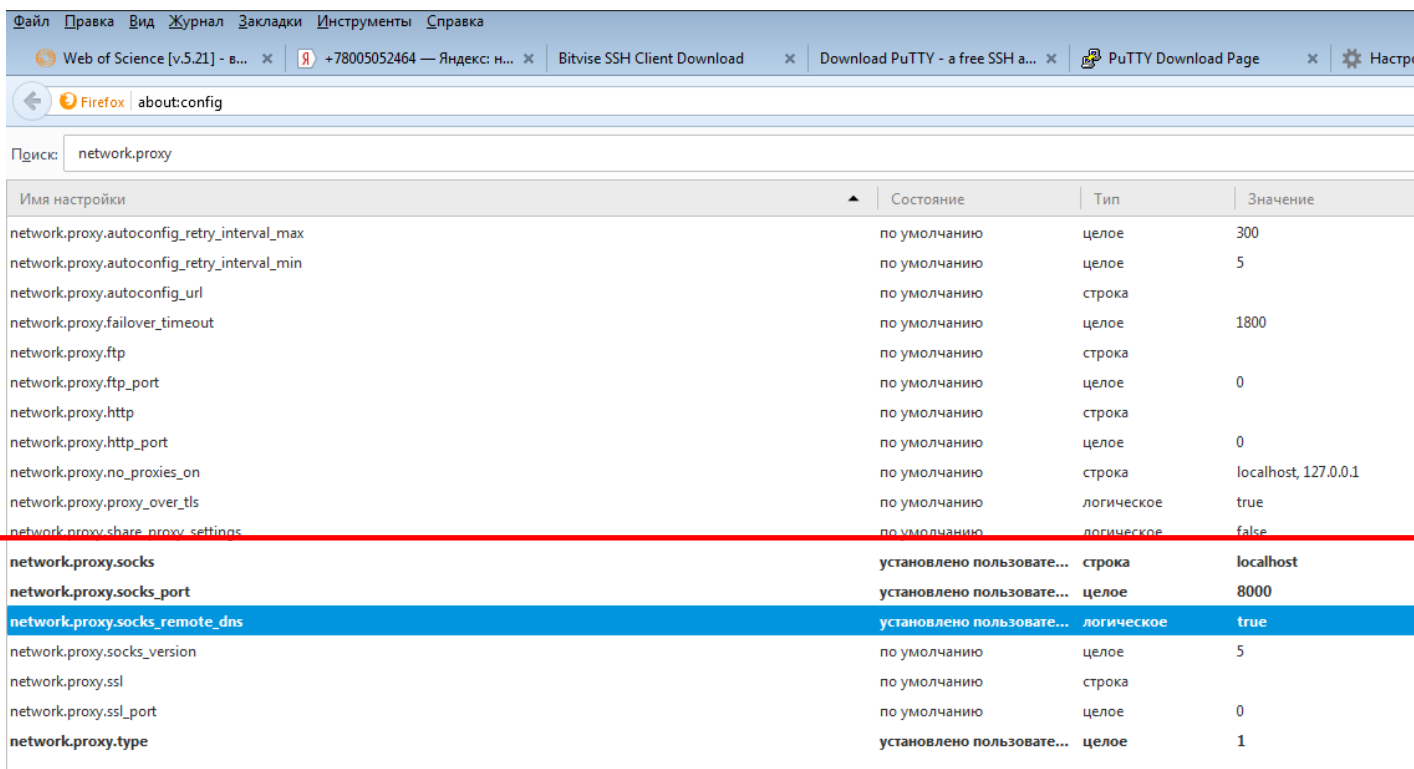 Файл Правка Вид Журнал Закладки Инструменты Справка
Web of Science [v.5.21] - в... Я +78005052464 — Яндекс: н... Bitvise SSH Client Download Download PuTTY - a free SSH a... PuTTY Download Page Настро
Firefox about:config
Поиск: network.proxy
Имя настройки Состояние Тип Значение
network.proxy.autoconfig_retry_interval_max по умолчанию целое 300
network.proxy.autoconfig_retry_interval_min по умолчанию целое 5
network.proxy.autoconfig_url по умолчанию строка
network.proxy.failover_timeout по умолчанию целое 1800
network.proxy.ftp по умолчанию строка
network.proxy.ftp_port по умолчанию целое 0
network.proxy.http по умолчанию строка
network.proxy.http_port по умолчанию целое 0
network.proxy.no_proxies_on по умолчанию строка localhost, 127.0.0.1
network.proxy.proxy_over_tls по умолчанию логическое true
network.proxy.share_proxy_settings по умолчанию логическое false
network.proxy.socks установлено пользовате... строка localhost
network.proxy.socks_port установлено пользовате... целое 8000
network.proxy.socks_remote_dns установлено пользовате... логическое true
network.proxy.socks_version по умолчанию целое 5
network.proxy.ssl по умолчанию строка
network.proxy.ssl_port по умолчанию целое 0
network.proxy.type установлено пользовате... целое 1